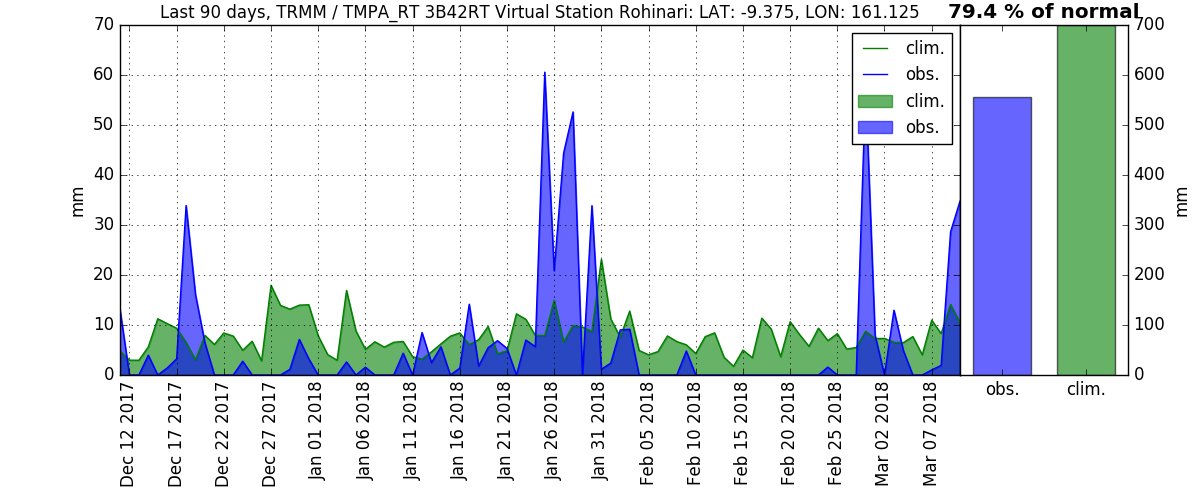 Last 90 days, TRMM / TMPA_RT 3B42RT Virtual Station Rohinari: LAT: -9.375, LON: 161.125
79.4 % of normal
mm
70
60
50
40
30
20
10
0
clim.
obs.
clim.
obs.
Dec 12 2017
Dec 17 2017
Dec 22 2017
Dec 27 2017
Jan 01 2018
Jan 06 2018
Jan 11 2018
Jan 16 2018
Jan 21 2018
Jan 26 2018
Jan 31 2018
Feb 05 2018
Feb 10 2018
Feb 15 2018
Feb 20 2018
Feb 25 2018
Mar 02 2018
Mar 07 2018
obs.
clim.
700
600
500
400
300
200
100
0
mm